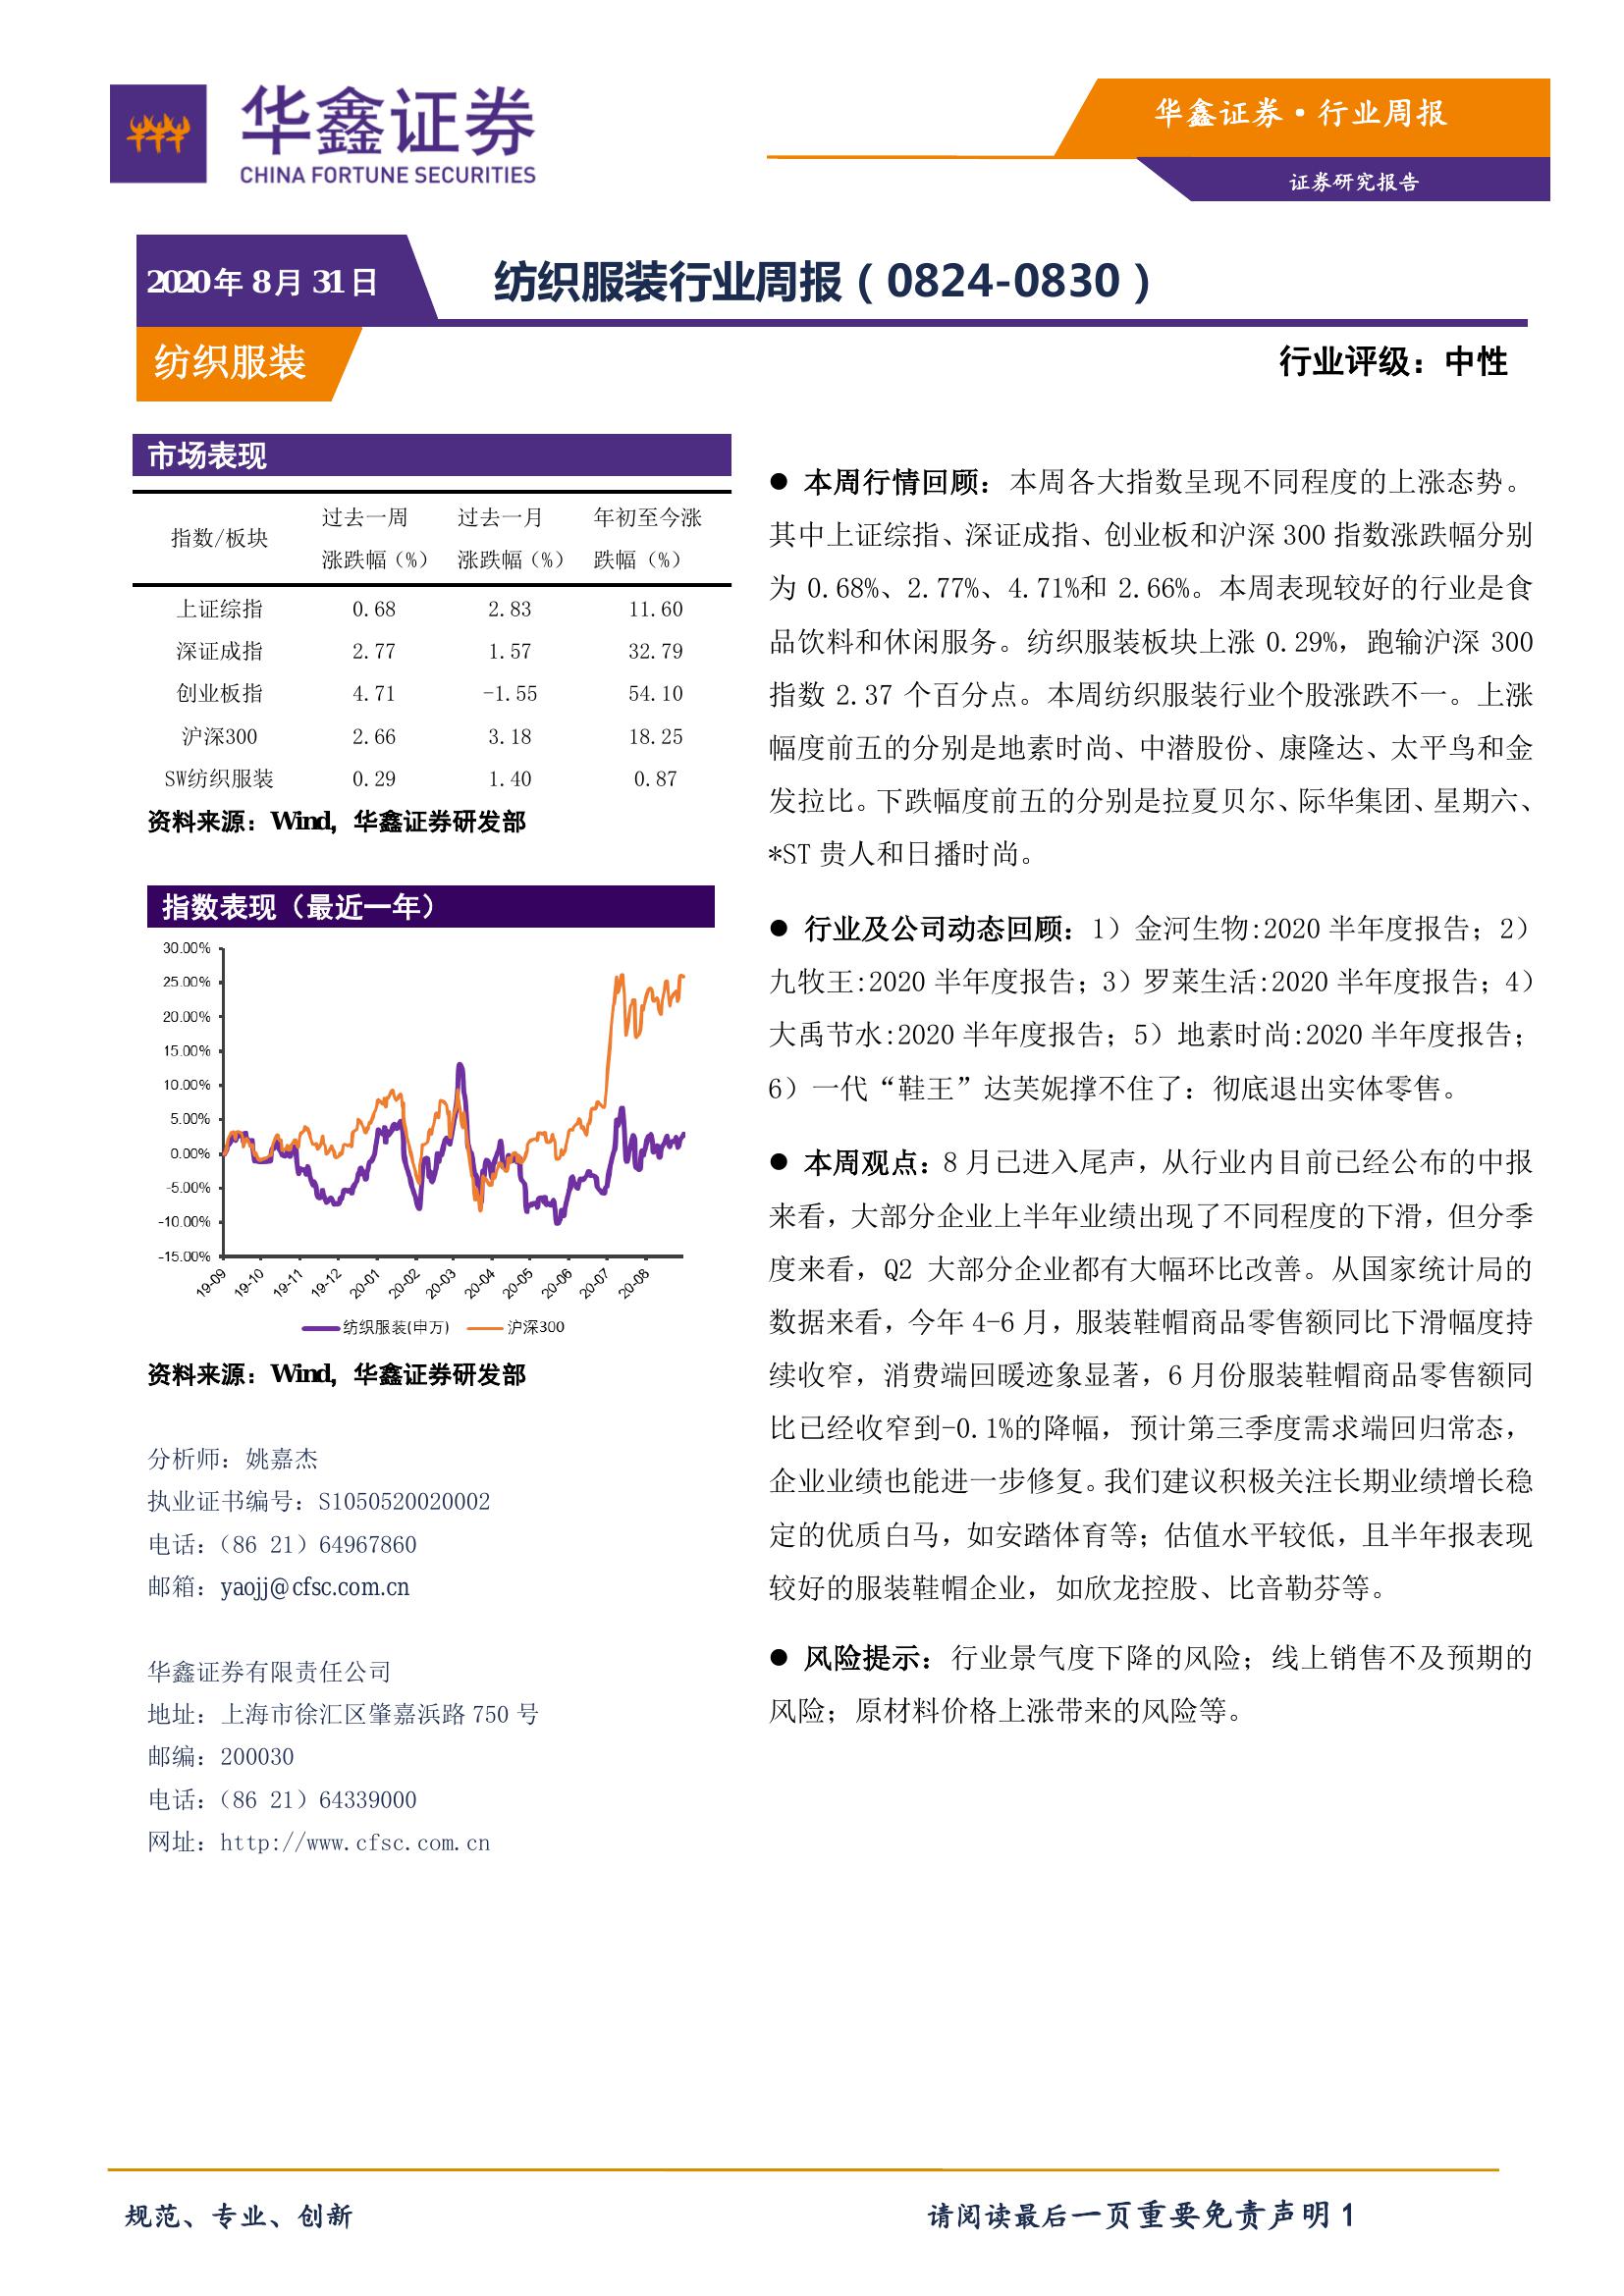 华鑫证券
CHINA FORTUNE SECURITIES
华鑫证券·行业周报
证券研究报告
2020年 8月 31日
纺织服装行业周报（0824-0830）
纺织服装
行业评级：中性
市场表现
指数/板块 过去一周涨跌幅（%） 过去一月涨跌幅（%） 年初至今涨跌幅（%）
上证综指 0.68 2.83 11.60
深证成指 2.77 1.57 32.79
创业板指 4.71 -1.55 54.10
沪深300 2.66 3.18 18.25
SW纺织服装 0.29 1.40 0.87
资料来源：Wind，华鑫证券研发部
指数表现（最近一年）
30.00%
25.00%
20.00%
15.00%
10.00%
5.00%
0.00%
-5.00%
-10.00%
-15.00%
19-09 19-10 19-11 19-12 20-01 20-02 20-03 20-04 20-05 20-06 20-07 20-08
纺织服装(申万) 沪深300
资料来源：Wind，华鑫证券研发部
分析师：姚嘉杰
执业证书编号：S1050520020002
电话：（86 21）64967860
邮箱：yaojj@cfsc.com.cn
华鑫证券有限责任公司
地址：上海市徐汇区肇嘉浜路 750 号
邮编：200030
电话：（86 21）64339000
网址：http://www.cfsc.com.cn
● 本周行情回顾：本周各大指数呈现不同程度的上涨态势。
其中上证综指、深证成指、创业板和沪深 300 指数涨跌幅分别
为 0.68%、2.77%、4.71%和 2.66%。本周表现较好的行业是食
品饮料和休闲服务。纺织服装板块上涨 0.29%，跑输沪深 300
指数 2.37 个百分点。本周纺织服装行业个股涨跌不一。上涨
幅度前五的分别是地素时尚、中潜股份、康隆达、太平鸟和金
发拉比。下跌幅度前五的分别是拉夏贝尔、际华集团、星期六、
*ST 贵人和日播时尚。
● 行业及公司动态回顾：1）金河生物:2020 半年度报告；2）
九牧王:2020 半年度报告；3）罗莱生活:2020 半年度报告；4）
大禹节水:2020 半年度报告；5）地素时尚:2020 半年度报告；
6）一代“鞋王”达芙妮撑不住了：彻底退出实体零售。
● 本周观点：8 月已进入尾声，从行业内目前已经公布的中报
来看，大部分企业上半年业绩出现了不同程度的下滑，但分季
度来看，Q2 大部分企业都有大幅环比改善。从国家统计局的
数据来看，今年 4-6 月，服装鞋帽商品零售额同比下滑幅度持
续收窄，消费端回暖迹象显著，6 月份服装鞋帽商品零售额同
比已经收窄到-0.1%的降幅，预计第三季度需求端回归常态，
企业业绩也能进一步修复。我们建议积极关注长期业绩增长稳
定的优质白马，如安踏体育等；估值水平较低，且半年报表现
较好的服装鞋帽企业，如欣龙控股、比音勒芬等。
● 风险提示：行业景气度下降的风险；线上销售不及预期的
风险；原材料价格上涨带来的风险等。
规范、专业、创新
请阅读最后一页重要免责声明 1